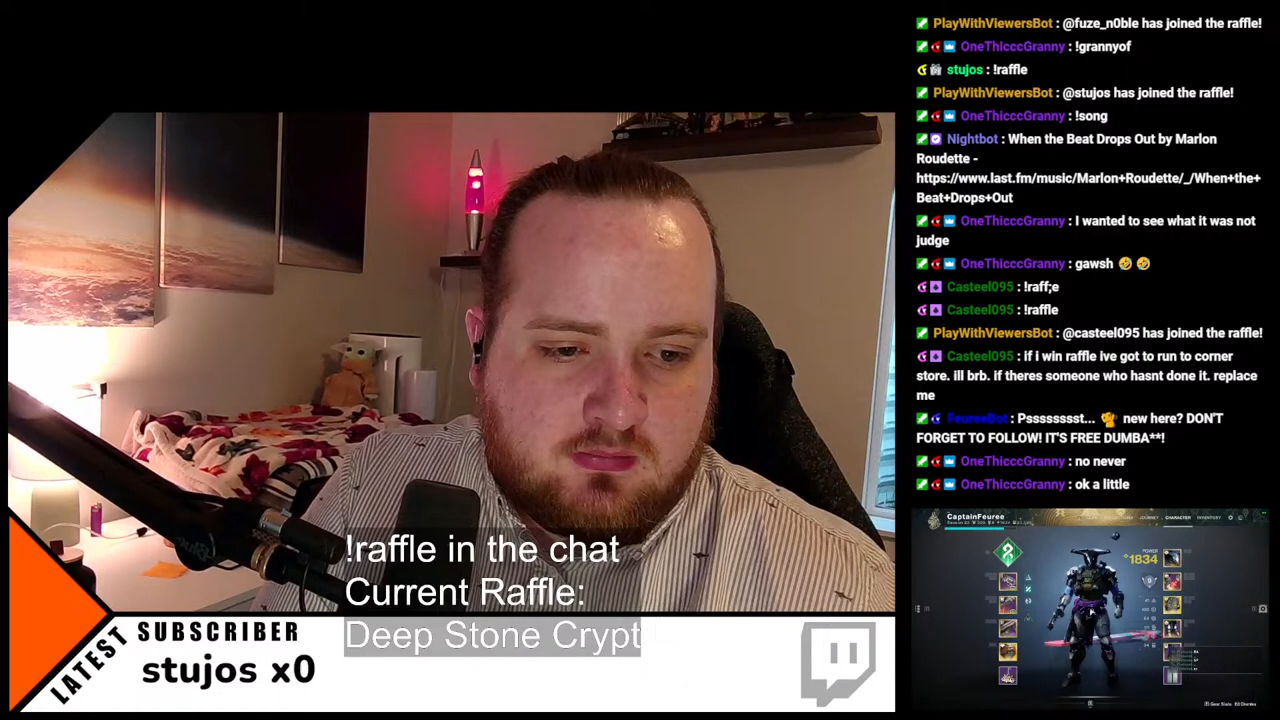 PlayWithViewersBot : @fuze_n0ble has joined the raffle!
OneThicccGranny : !grannyof
stujos : !raffle
PlayWithViewersBot : @stujos has joined the raffle!
OneThicccGranny : !song
Nightbot : When the Beat Drops Out by Marlon
Roudette -
https://www.last.fm/music/Marlon+Roudette/_/When+the+
Beat+Drops+Out
OneThicccGranny : I wanted to see what it was not
judge
OneThicccGranny : gawsh 🤣 🤣
Casteel095 : !raff;e
Casteel095 : !raffle
PlayWithViewersBot : @casteel095 has joined the raffle!
Casteel095 : if i win raffle ive got to run to corner
store. ill brb. if theres someone who hasnt done it. replace
me
FeureeBot : Psssssssst... new here? DON'T
FORGET TO FOLLOW! IT'S FREE DUMBA**!
OneThicccGranny : no never
OneThicccGranny : ok a little
!raffle in the chat
Current Raffle:
Deep Stone Crypt
LATEST
SUBSCRIBER
stujos x0
CaptainFeuree
JOURNEY
CHARACTER
INVENTORY
POWER
1834